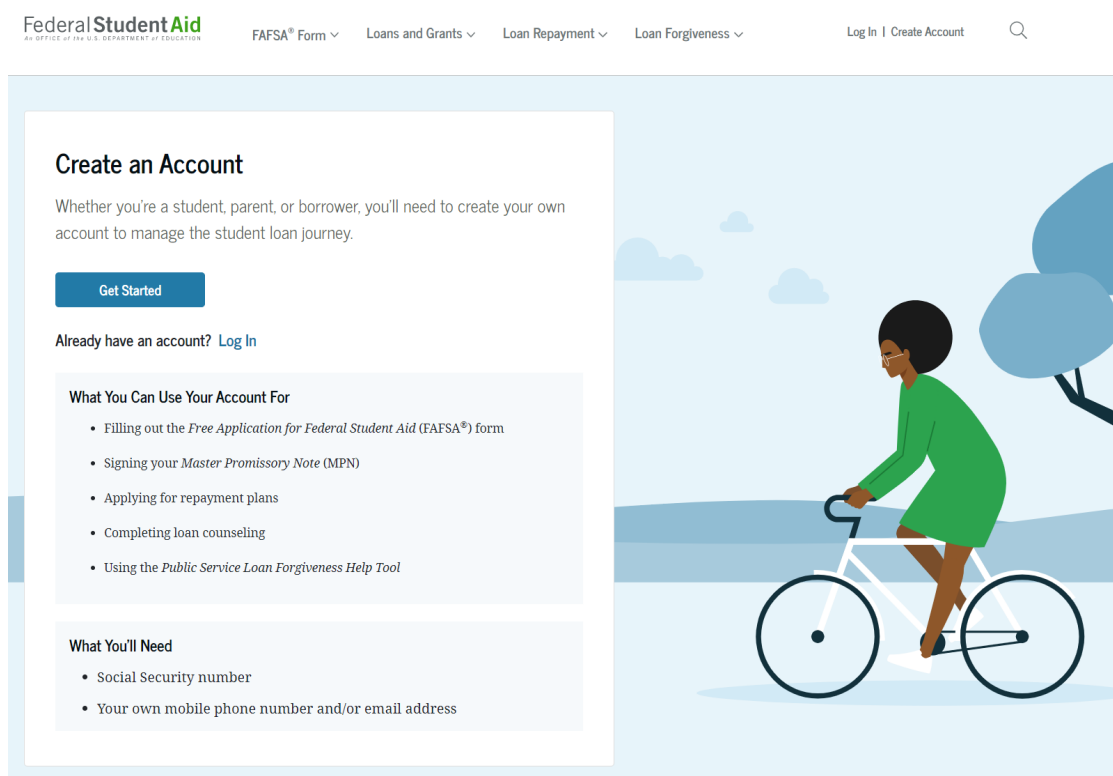 Federal Student Aid
An OFFICE of the U.S. DEPARTMENT of EDUCATION
FAFSA® Form
Loans and Grants
Loan Repayment
Loan Forgiveness
Log In | Create Account
Create an Account
Whether you're a student, parent, or borrower, you'll need to create your own
account to manage the student loan journey.
Get Started
Already have an account? Log In
What You Can Use Your Account For
• Filling out the Free Application for Federal Student Aid (FAFSA®) form
• Signing your Master Promissory Note (MPN)
• Applying for repayment plans
• Completing loan counseling
• Using the Public Service Loan Forgiveness Help Tool
What You'll Need
• Social Security number
• Your own mobile phone number and/or email address